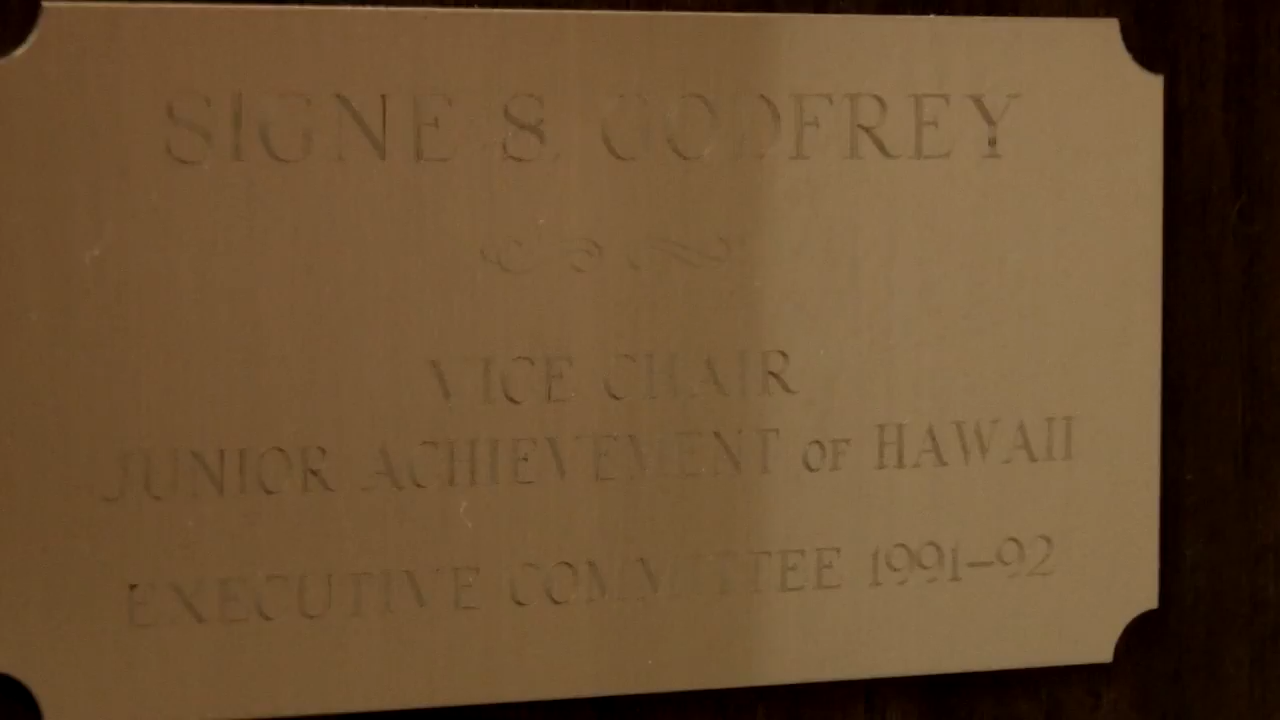 SIGNE S. GODFREY
VICE CHAIR
JUNIOR ACHIEVEMENT OF HAWAII
EXECUTIVE COMMITTEE 1991-92